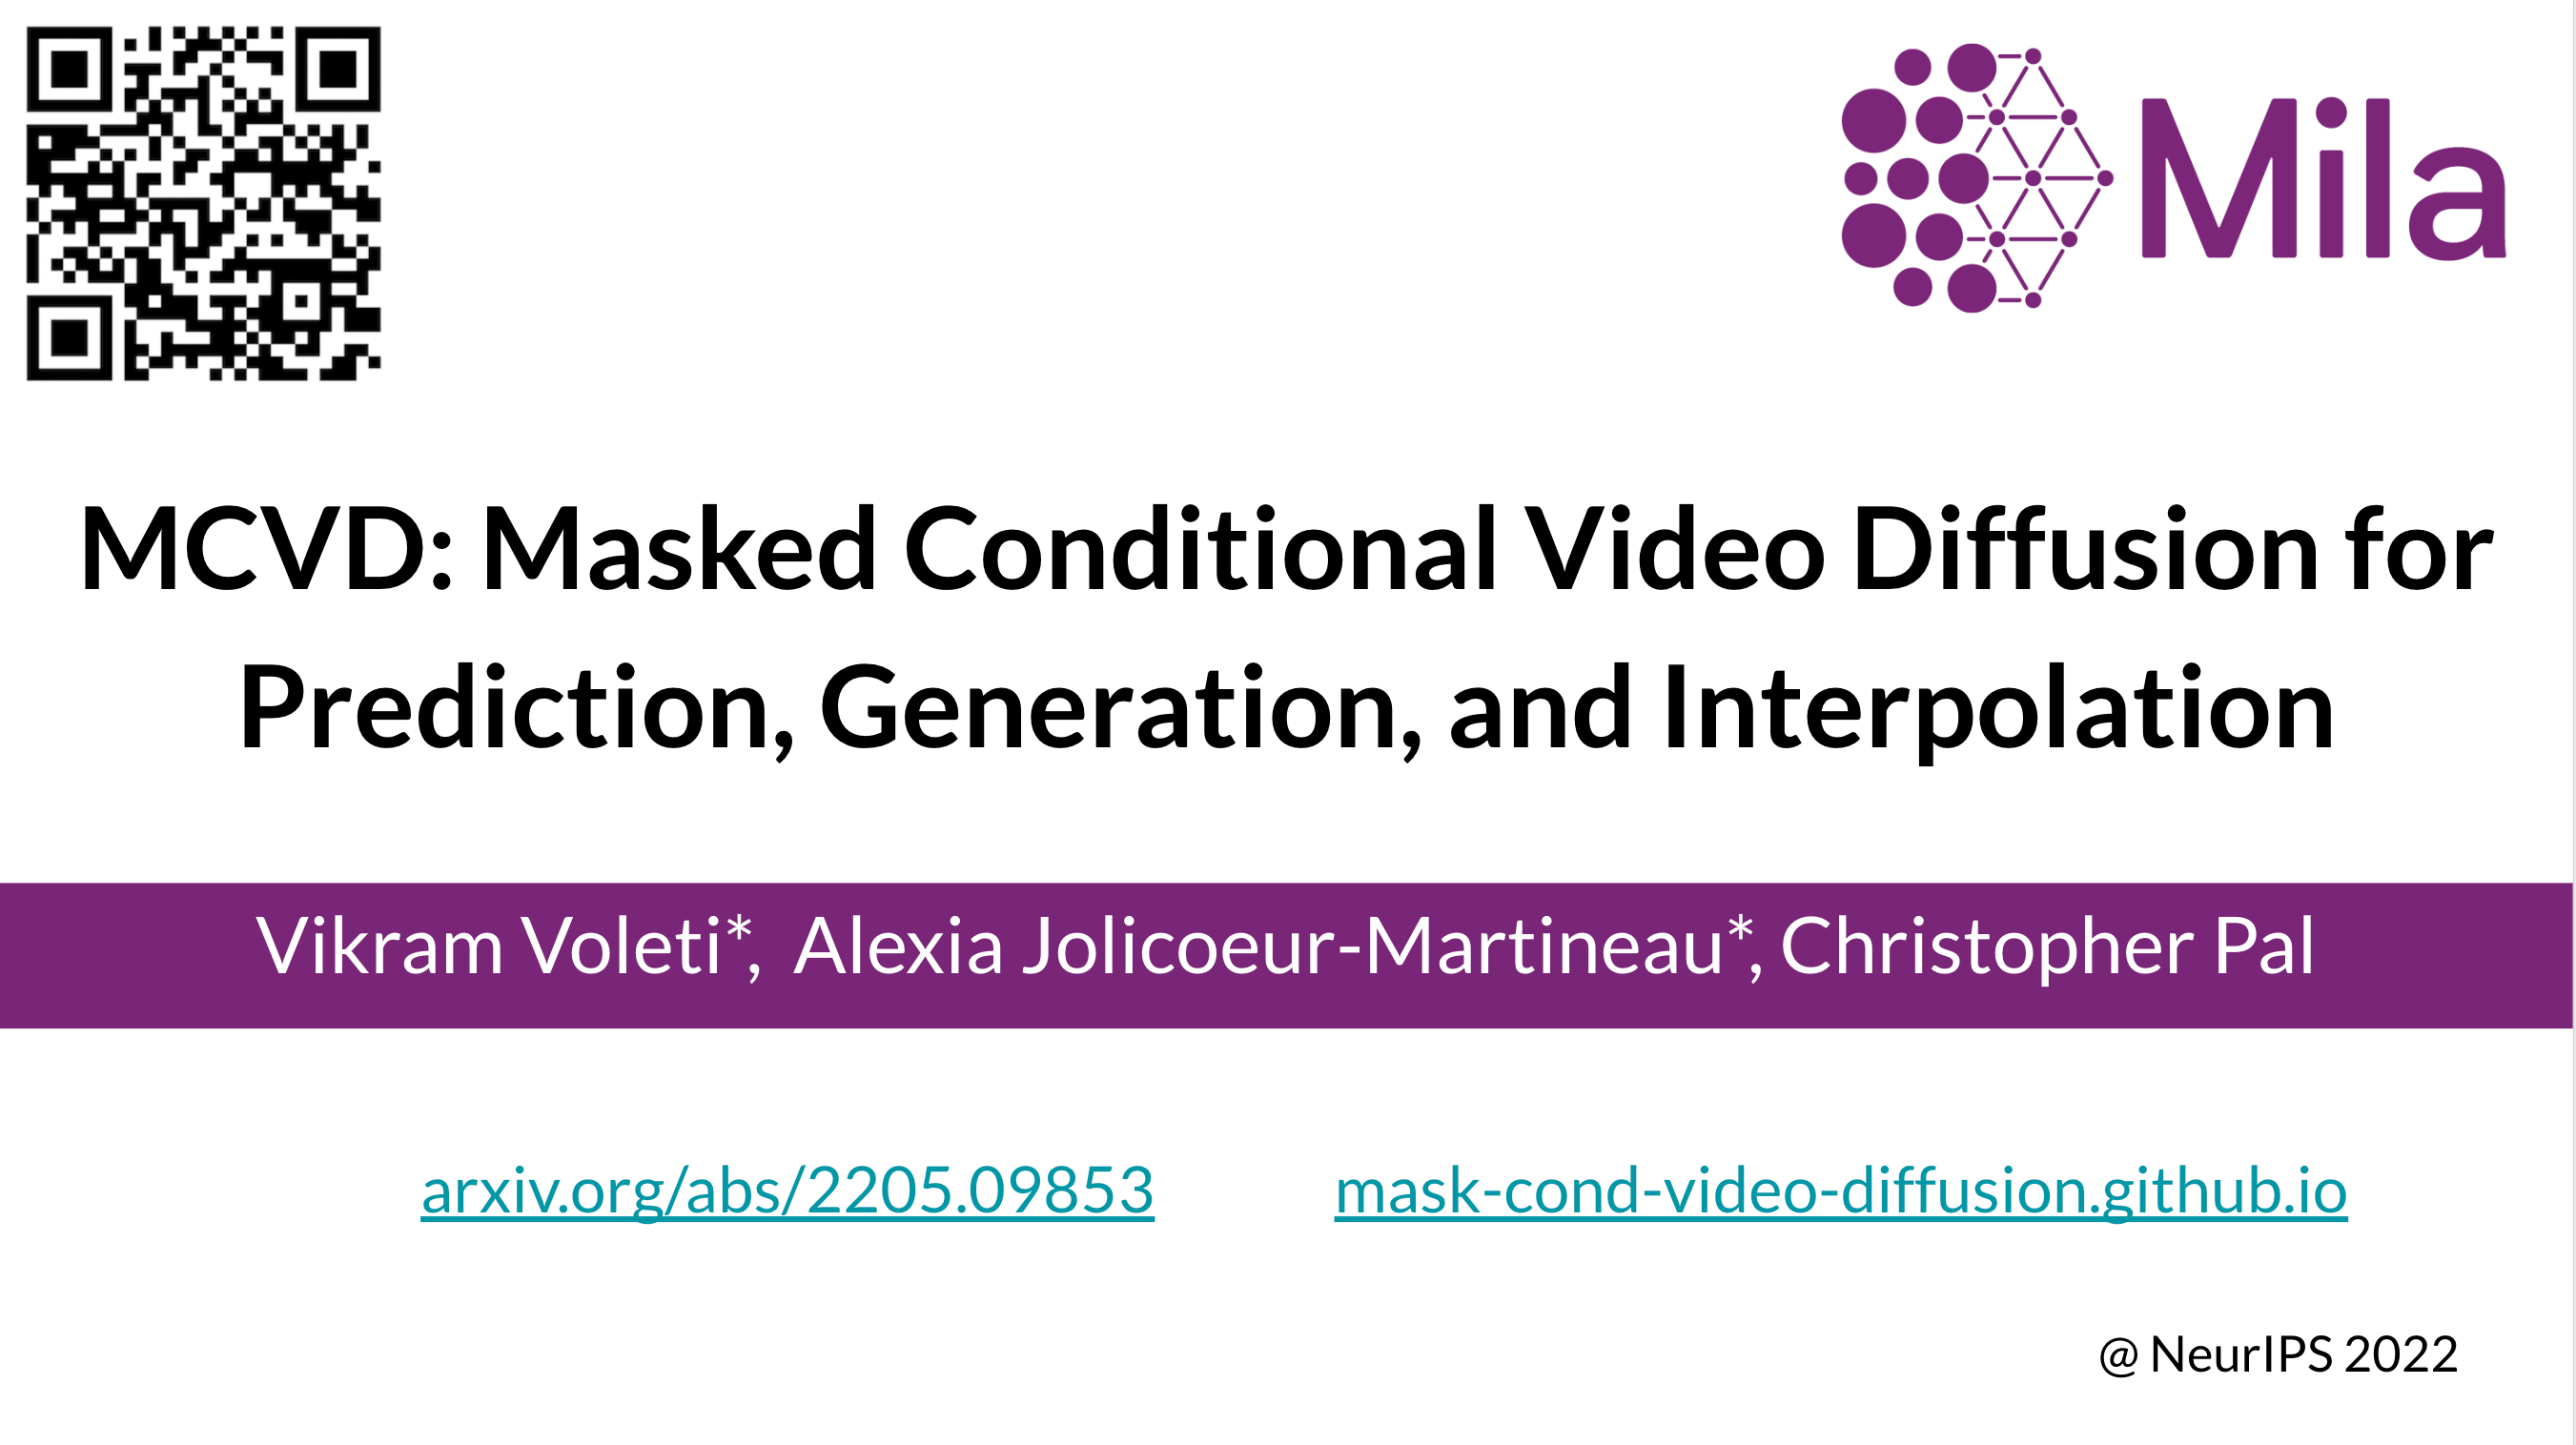 Mila
MCVD: Masked Conditional Video Diffusion for
Prediction, Generation, and Interpolation
Vikram Voleti*, Alexia Jolicoeur-Martineau*, Christopher Pal
arxiv.org/abs/2205.09853
mask-cond-video-diffusion.github.io
@ NeurIPS 2022